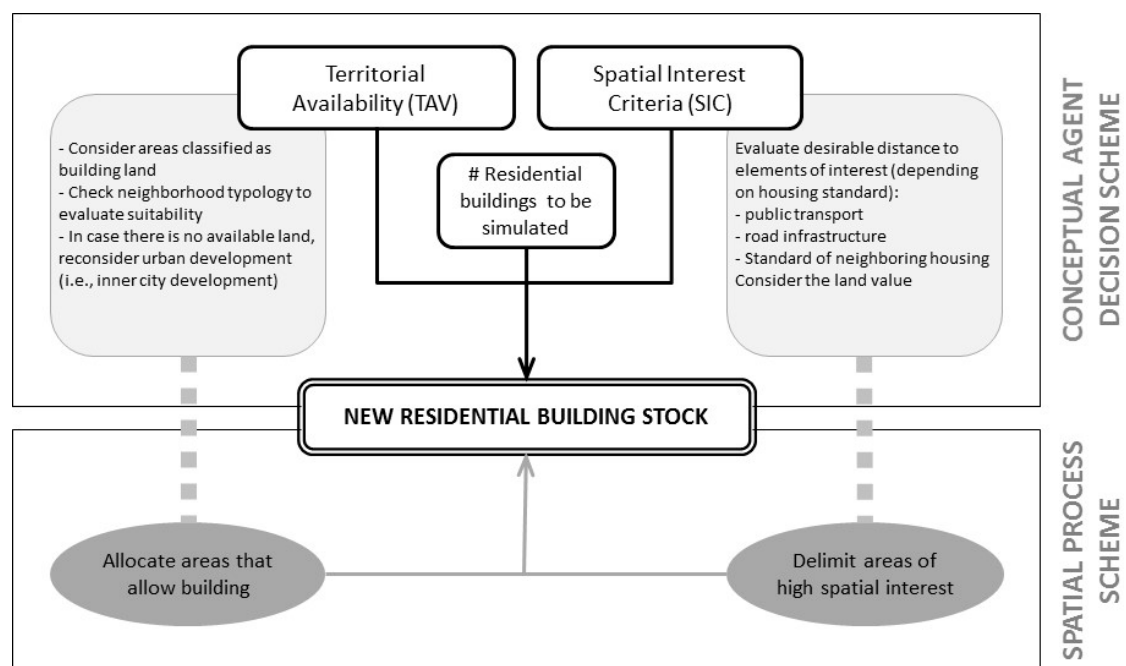 Territorial
Availability (TAV)
Spatial Interest
Criteria (SIC)
- Consider areas classified as
building land
- Check neighborhood typology to
evaluate suitability
- In case there is no available land,
reconsider urban development
(i.e., inner city development)
# Residential
buildings to be
simulated
Evaluate desirable distance to
elements of interest (depending
on housing standard):
- public transport
- road infrastructure
- Standard of neighboring housing
Consider the land value
CONCEPTUAL AGENT
DECISION SCHEME
NEW RESIDENTIAL BUILDING STOCK
Allocate areas that
allow building
Delimit areas of
high spatial interest
SPATIAL PROCESS
SCHEME